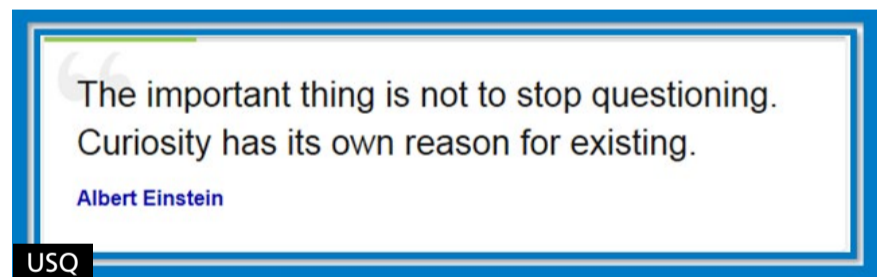 The important thing is not to stop questioning.
Curiosity has its own reason for existing.
Albert Einstein
USQ